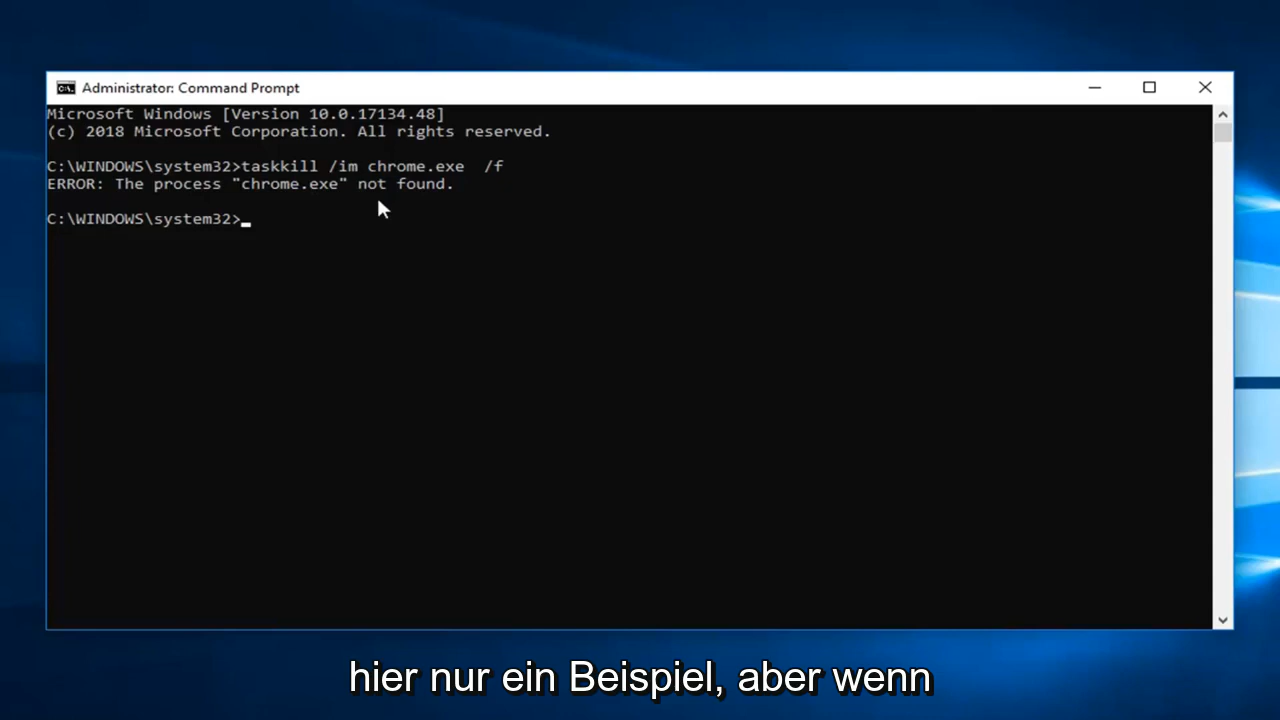 Administrator: Command Prompt
Microsoft Windows [Version 10.0.17134.48]
(c) 2018 Microsoft Corporation. All rights reserved.
C:\WINDOWS\system32>taskkill /im chrome.exe  /f
ERROR: The process "chrome.exe" not found.
C:\WINDOWS\system32>
hier nur ein Beispiel, aber wenn